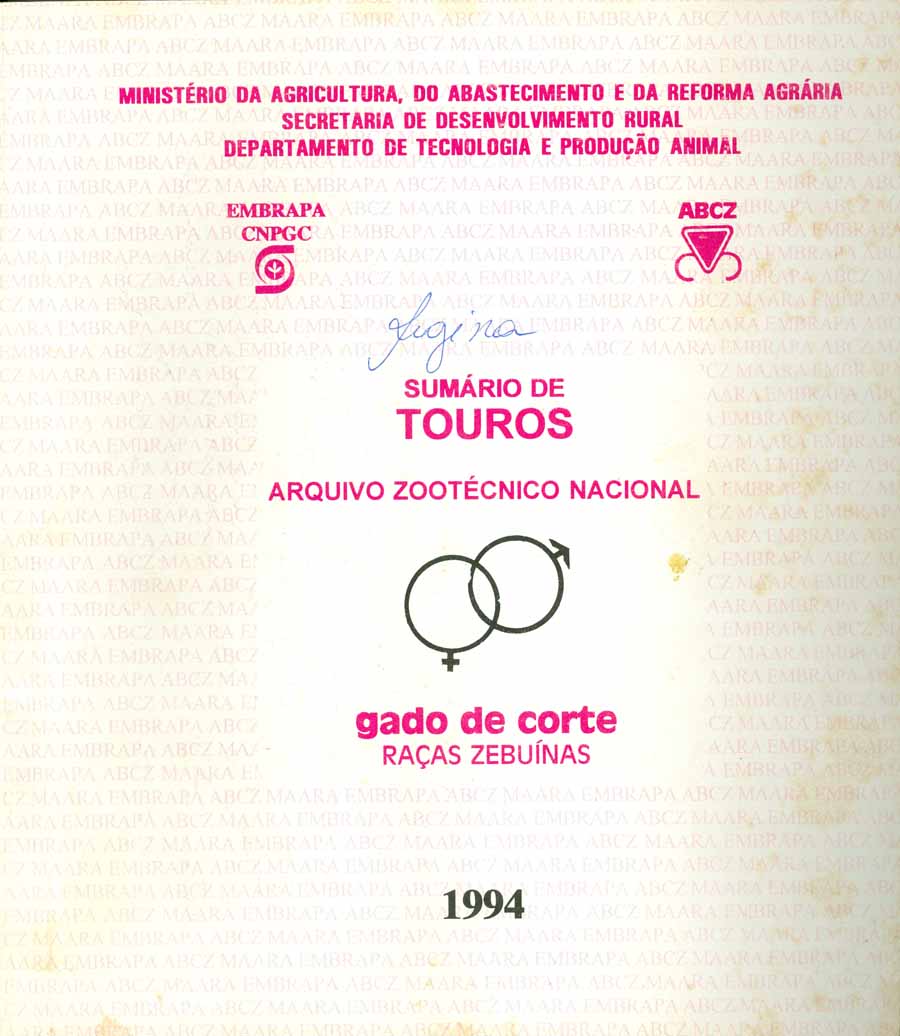 MINISTÉRIO DA AGRICULTURA, DO ABASTECIMENTO E DA REFORMA AGRÁRIA
SECRETARIA DE DESENVOLVIMENTO RURAL
DEPARTAMENTO DE TECNOLOGIA E PRODUÇÃO ANIMAL
EMBRAPA
CNPGC
ABCZ
SUMÁRIO DE
TOUROS
ARQUIVO ZOOTÉCNICO NACIONAL
gado de corte
RAÇAS ZEBUÍNAS
1994